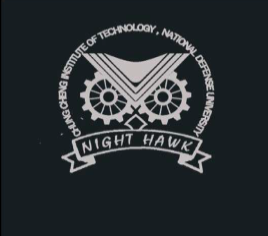 CHUNG CHENG INSTITUTE OF TECHNOLOGY, NATIONAL DEFENSE UNIVERSITY
NIGHT HAWK